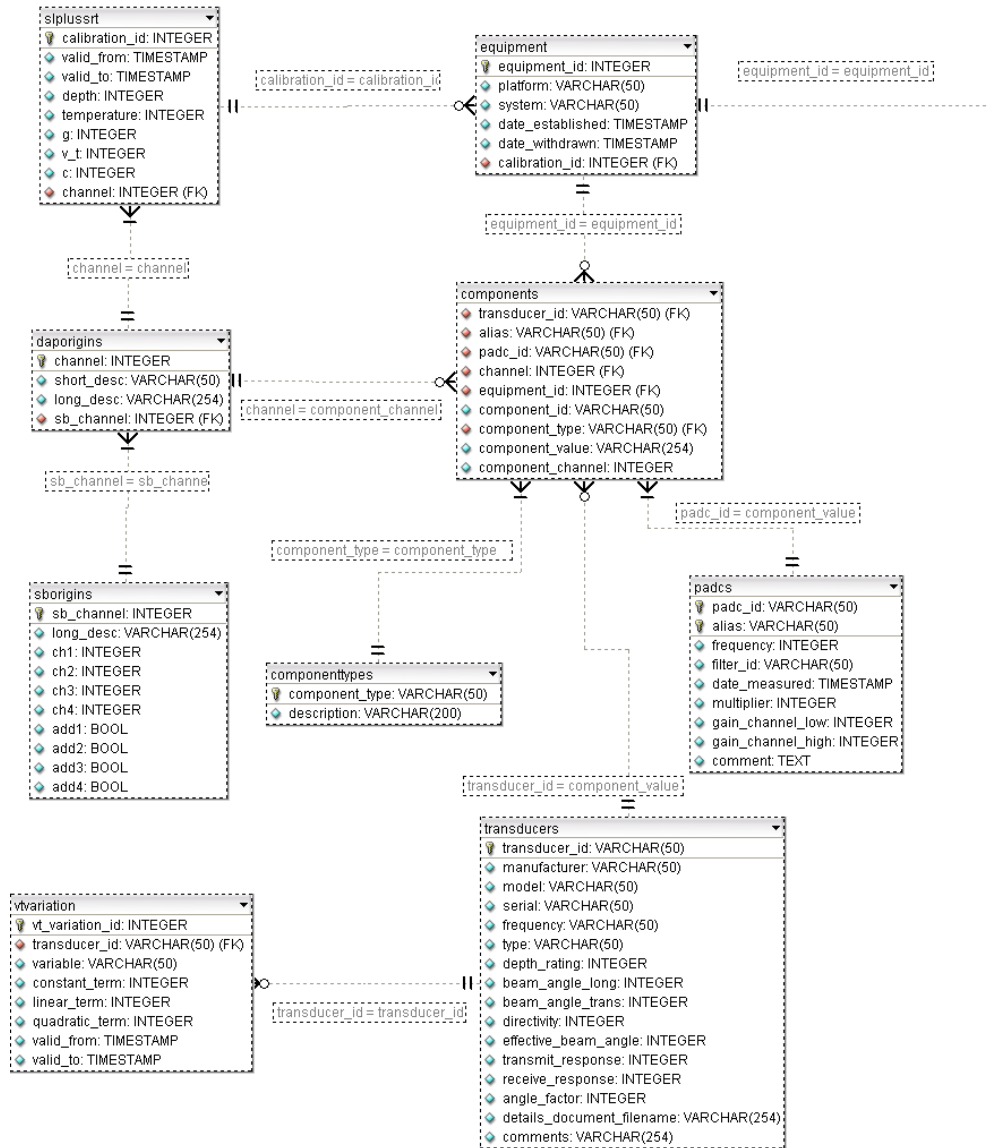 slplussrt
calibration_id: INTEGER
valid_from: TIMESTAMP
valid_to: TIMESTAMP
depth: INTEGER
temperature: INTEGER
g: INTEGER
v_t: INTEGER
c: INTEGER
channel: INTEGER (FK)
calibration_id = calibration_id
equipment
equipment_id: INTEGER
platform: VARCHAR(50)
system: VARCHAR(50)
date_established: TIMESTAMP
date_withdrawn: TIMESTAMP
calibration_id: INTEGER (FK)
equipment_id = equipment_id
equipment_id = equipment_id
channel = channel
daporigins
channel: INTEGER
short_desc: VARCHAR(50)
long_desc: VARCHAR(254)
sb_channel: INTEGER (FK)
channel = component_channel
components
transducer_id: VARCHAR(50) (FK)
alias: VARCHAR(50) (FK)
padc_id: VARCHAR(50) (FK)
channel: INTEGER (FK)
equipment_id: INTEGER (FK)
component_id: VARCHAR(50)
component_type: VARCHAR(50) (FK)
component_value: VARCHAR(254)
component_channel: INTEGER
sb_channel = sb_channe
padc_id = component_value
component_type = component_type
sborigins
sb_channel: INTEGER
long_desc: VARCHAR(254)
ch1: INTEGER
ch2: INTEGER
ch3: INTEGER
ch4: INTEGER
add1: BOOL
add2: BOOL
add3: BOOL
add4: BOOL
componenttypes
component_type: VARCHAR(50)
description: VARCHAR(200)
padcs
padc_id: VARCHAR(50)
alias: VARCHAR(50)
frequency: INTEGER
filter_id: VARCHAR(50)
date_measured: TIMESTAMP
multiplier: INTEGER
gain_channel_low: INTEGER
gain_channel_high: INTEGER
comment: TEXT
transducer_id = component_value
transducers
transducer_id: VARCHAR(50)
manufacturer: VARCHAR(50)
model: VARCHAR(50)
serial: VARCHAR(50)
frequency: VARCHAR(50)
type: VARCHAR(50)
depth_rating: INTEGER
beam_angle_long: INTEGER
beam_angle_trans: INTEGER
directivity: INTEGER
effective_beam_angle: INTEGER
transmit_response: INTEGER
receive_response: INTEGER
angle_factor: INTEGER
details_document_filename: VARCHAR(254)
comments: VARCHAR(254)
vtvariation
vt_variation_id: INTEGER
transducer_id: VARCHAR(50) (FK)
variable: VARCHAR(50)
constant_term: INTEGER
linear_term: INTEGER
quadratic_term: INTEGER
valid_from: TIMESTAMP
valid_to: TIMESTAMP
transducer_id = transducer_id